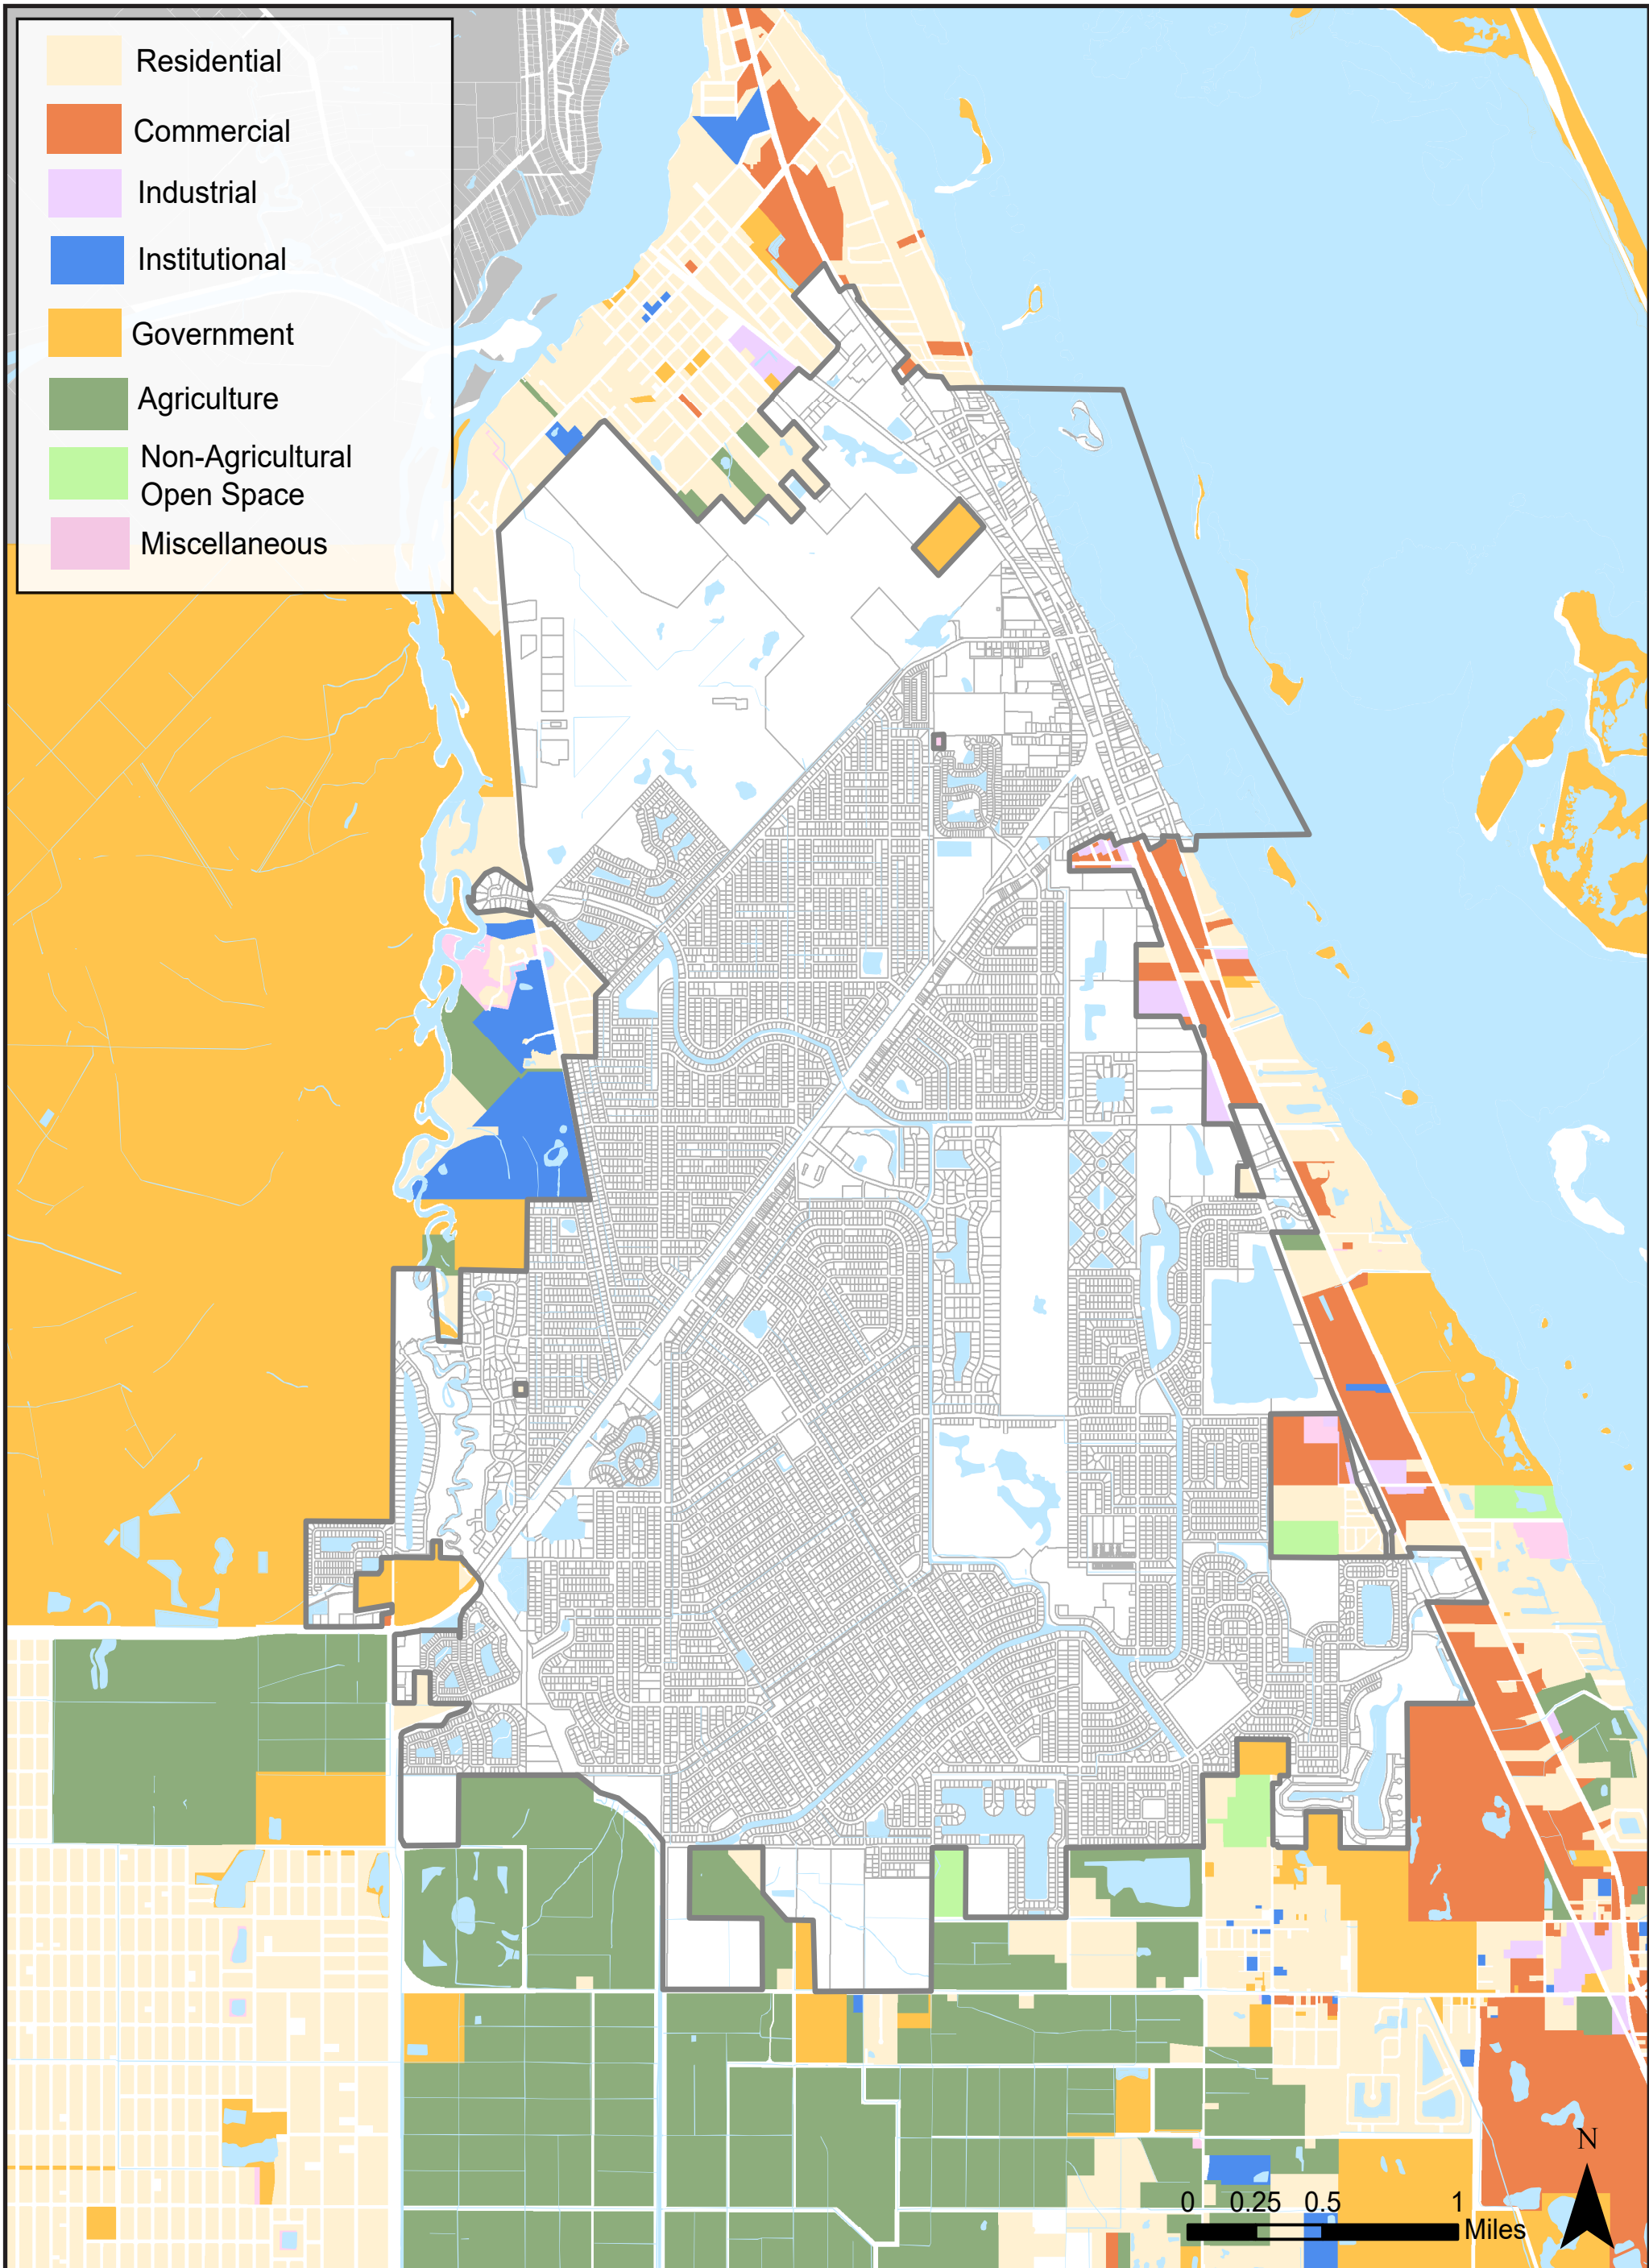 Residential
Commercial
Industrial
Institutional
Government
Agriculture
Non-Agricultural
Open Space
Miscellaneous
N
0 0.25 0.5 1
Miles